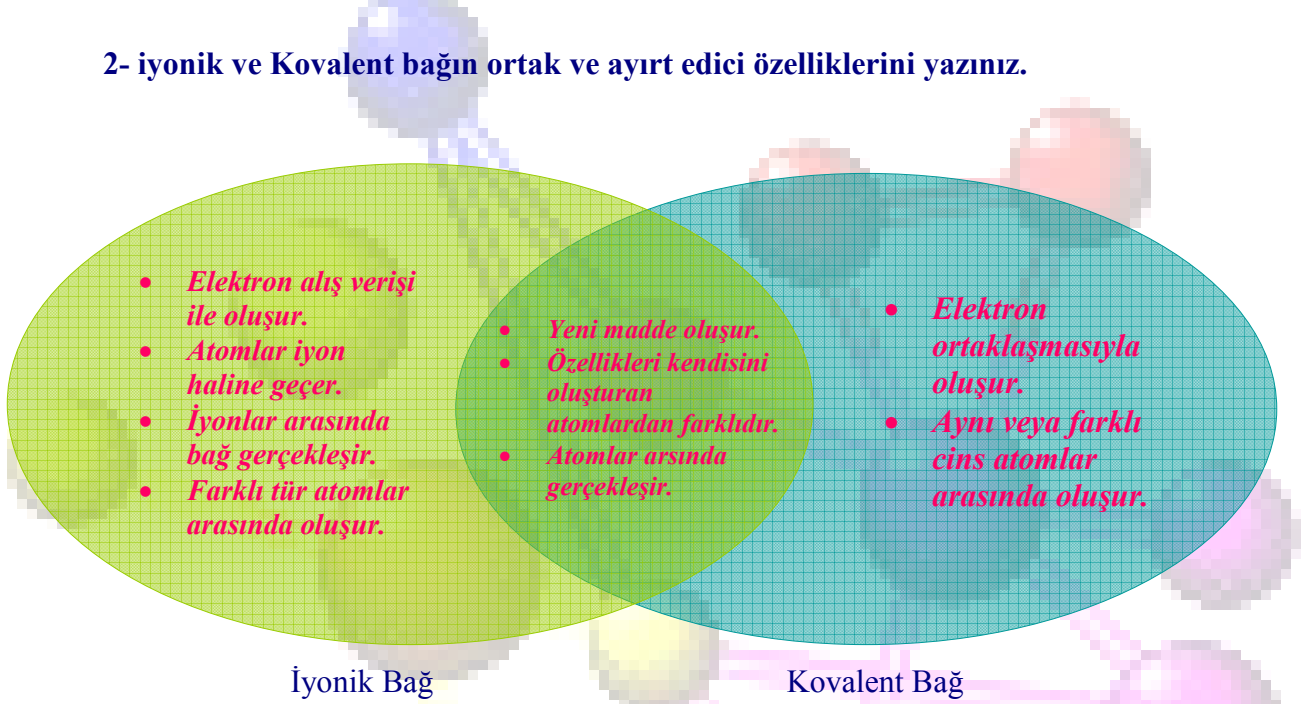 2- iyonik ve Kovalent bağın ortak ve ayırt edici özelliklerini yazınız.
• Elektron alış verişi
ile oluşur.
• Atomlar iyon
haline geçer.
• İyonlar arasında
bağ gerçekleşir.
• Farklı tür atomlar
arasında oluşur.
• Yeni madde oluşur.
• Özellikleri kendisini
oluşturan
atomlardan farklıdır.
• Atomlar arsında
gerçekleşir.
• Elektron
ortaklaşmasıyla
oluşur.
• Aynı veya farklı
cins atomlar
arasında oluşur.
İyonik Bağ
Kovalent Bağ